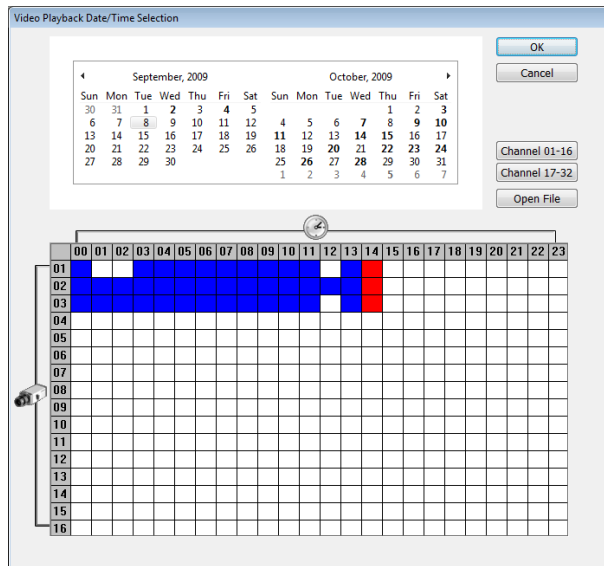 Video Playback Date/Time Selection
OK
Cancel
September, 2009
October, 2009
Sun Mon Tue Wed Thu Fri Sat Sun Mon Tue Wed Thu Fri Sat
30 31 1 2 3 4 5 1 2 3
6 7 8 9 10 11 12 4 5 6 7 8 9 10
13 14 15 16 17 18 19 11 12 13 14 15 16 17
20 21 22 23 24 25 26 18 19 20 21 22 23 24
27 28 29 30 25 26 27 28 29 30 31
1 2 3 4 5 6 7
Channel 01-16
Channel 17-32
Open File
00 01 02 03 04 05 06 07 08 09 10 11 12 13 14 15 16 17 18 19 20 21 22 23
01
02
03
04
05
06
07
08
09
10
11
12
13
14
15
16